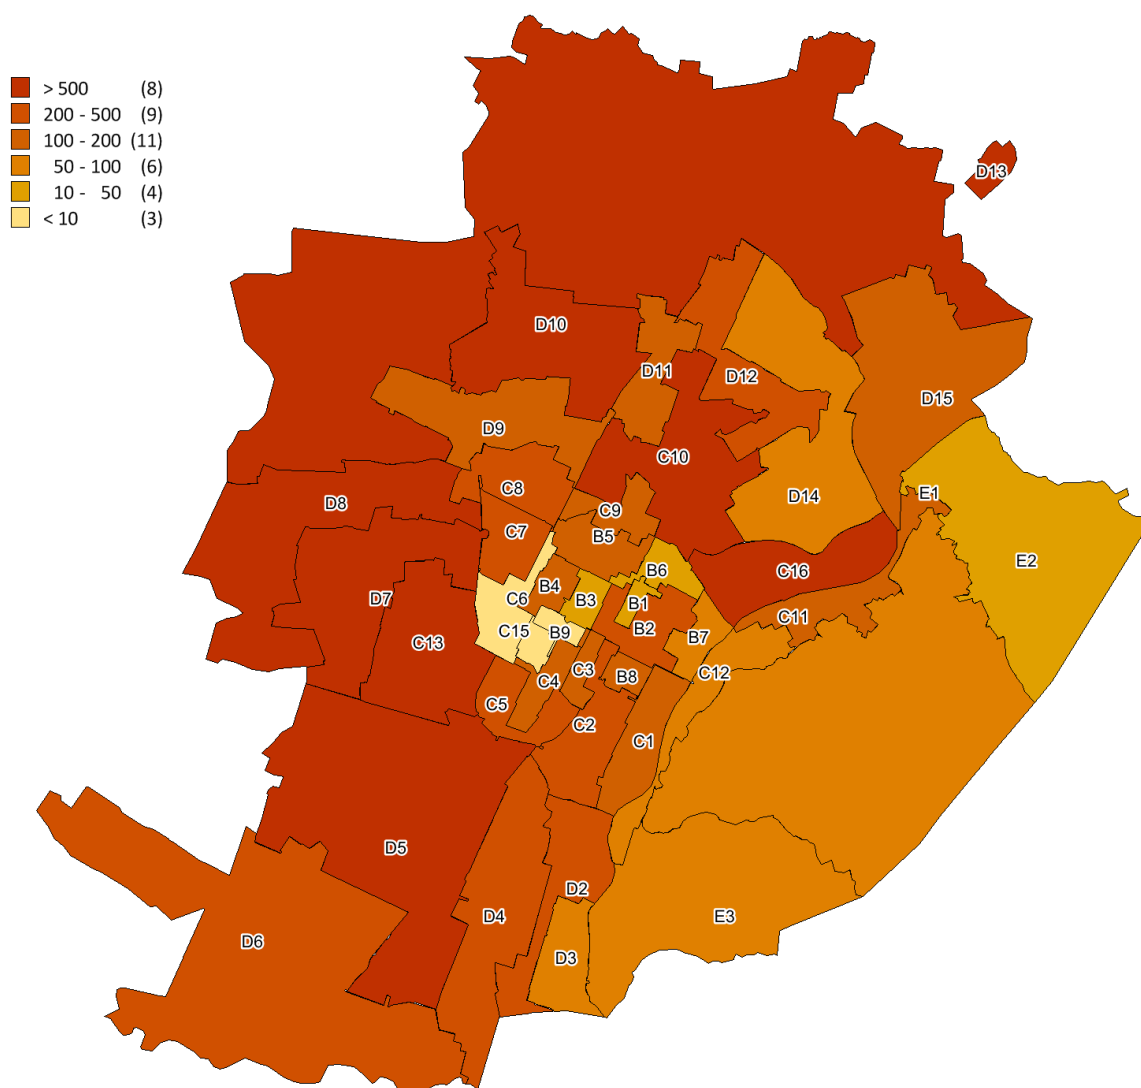 > 500 (8)
200 - 500 (9)
100 - 200 (11)
50 - 100 (6)
10 - 50 (4)
< 10 (3)
D13
D10
D11
D12
D15
D9
C10
C8
D8
D14
E1
C9
C7
B5
E2
B6
C16
B4
D7
C6
B3
B1
C11
C15
B9
B2
B7
C13
C3
B8
C12
C4
C5
C2
C1
D5
D2
D4
E3
D6
D3